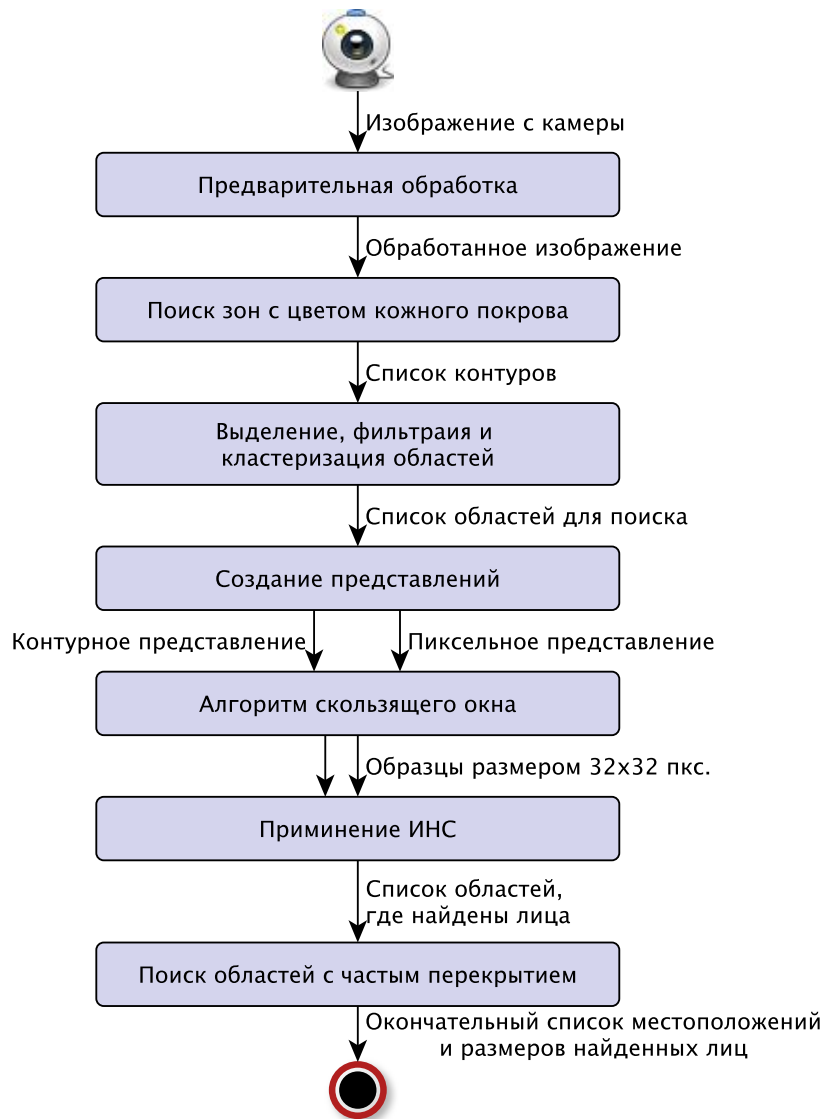 Изображение с камеры
Предварительная обработка
Обработанное изображение
Поиск зон с цветом кожного покрова
Список контуров
Выделение, фильтраия и
кластеризация областей
Список областей для поиска
Создание представлений
Контурное представление
Пиксельное представление
Алгоритм скользящего окна
Образцы размером 32x32 пкс.
Приминение ИНС
Список областей,
где найдены лица
Поиск областей с частым перекрытием
Окончательный список местоположений
и размеров найденных лиц